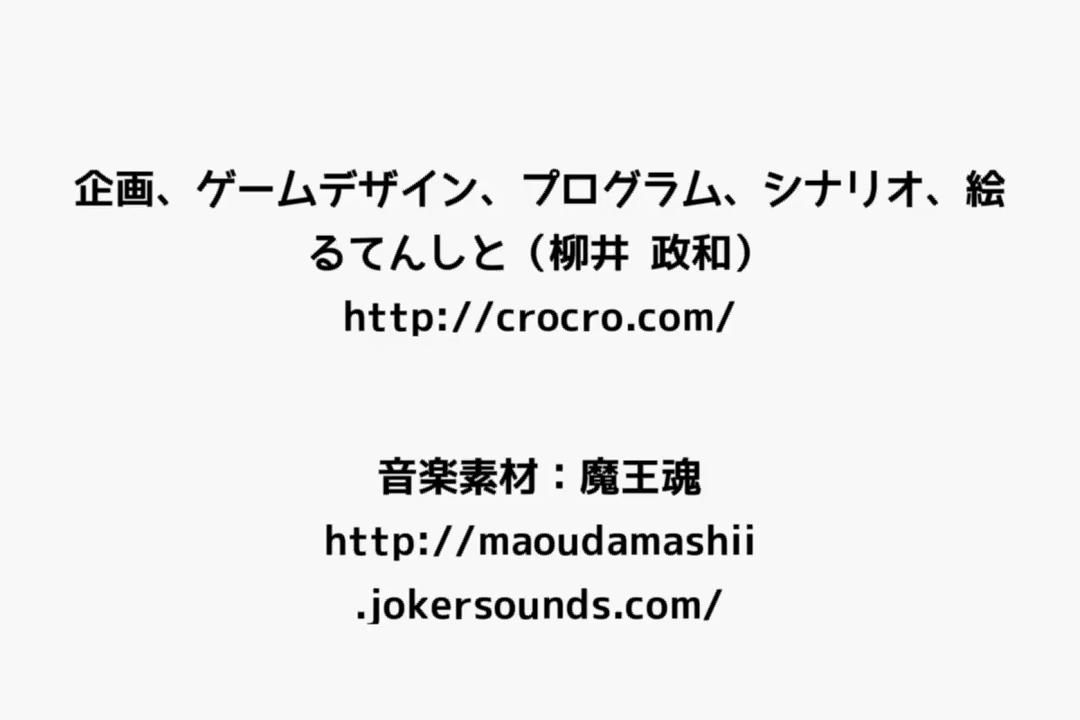 企画、ゲームデザイン、プログラム、シナリオ、絵
るてんしと（柳井 政和）
http://crocro.com/
音楽素材：魔王魂
http://maoudamashii
.jokersounds.com/